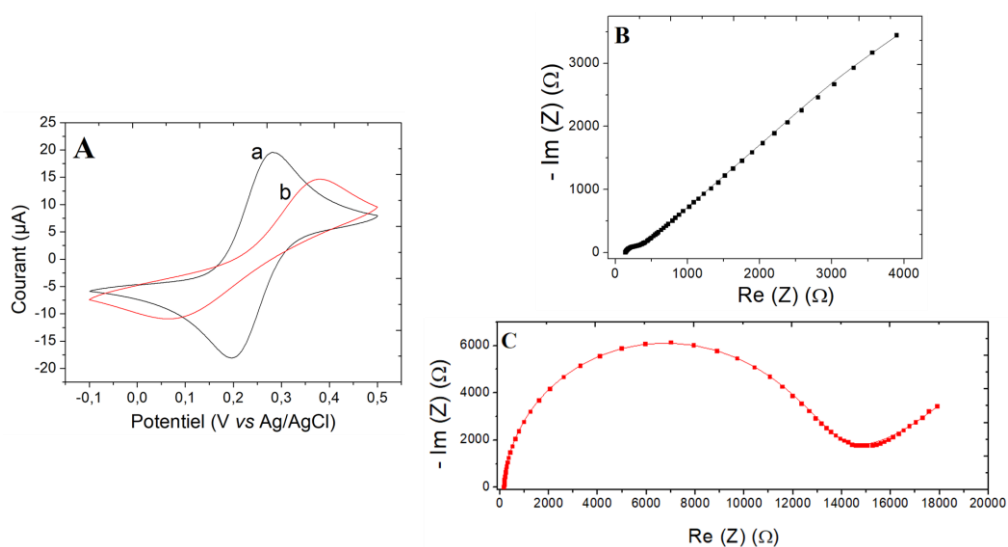 A
25
20
15
10
5
0
-5
-10
-15
-20
Courant (µA)
a
b
-0,1 0,0 0,1 0,2 0,3 0,4 0,5
Potentiel (V vs Ag/AgCl)
B
3000
2000
1000
0
- Im (Z) (Ω)
0 1000 2000 3000 4000
Re (Z) (Ω)
C
6000
4000
2000
0
- Im (Z) (Ω)
0 2000 4000 6000 8000 10000 12000 14000 16000 18000 20000
Re (Z) (Ω)